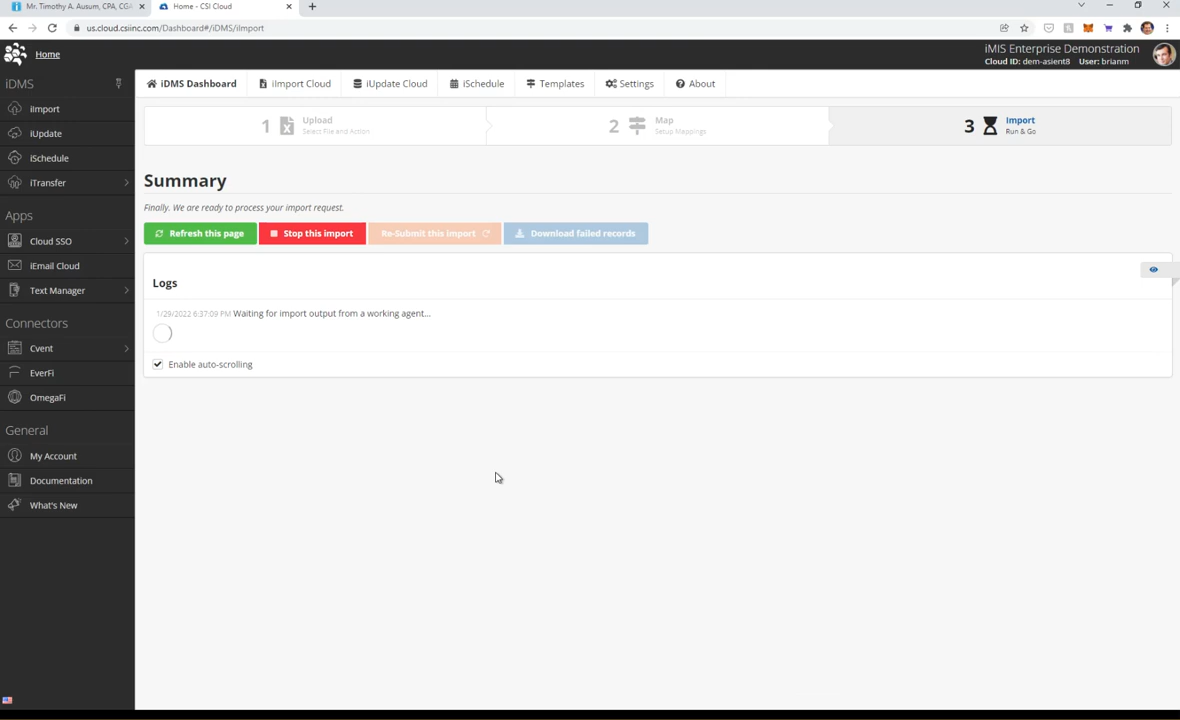 Mr. Timothy A. Ausum, CPA, CGA
Home - CSI Cloud
us.cloud.csiinc.com/Dashboard#/iDMS/iImport
Home
iMIS Enterprise Demonstration
Cloud ID: dem-asient8 User: brianm
iDMS
iImport
iUpdate
iSchedule
iTransfer
Apps
Cloud SSO
iEmail Cloud
Text Manager
Connectors
Cvent
EverFi
OmegaFi
General
My Account
Documentation
What's New
iDMS Dashboard
iImport Cloud
iUpdate Cloud
iSchedule
Templates
Settings
About
1 Upload
Select File and Action
2 Map
Setup Mappings
3 Import
Run & Go
Summary
Finally. We are ready to process your import request.
Refresh this page
Stop this import
Re-Submit this import
Download failed records
Logs
1/29/2022 6:37:09 PM Waiting for import output from a working agent...
Enable auto-scrolling